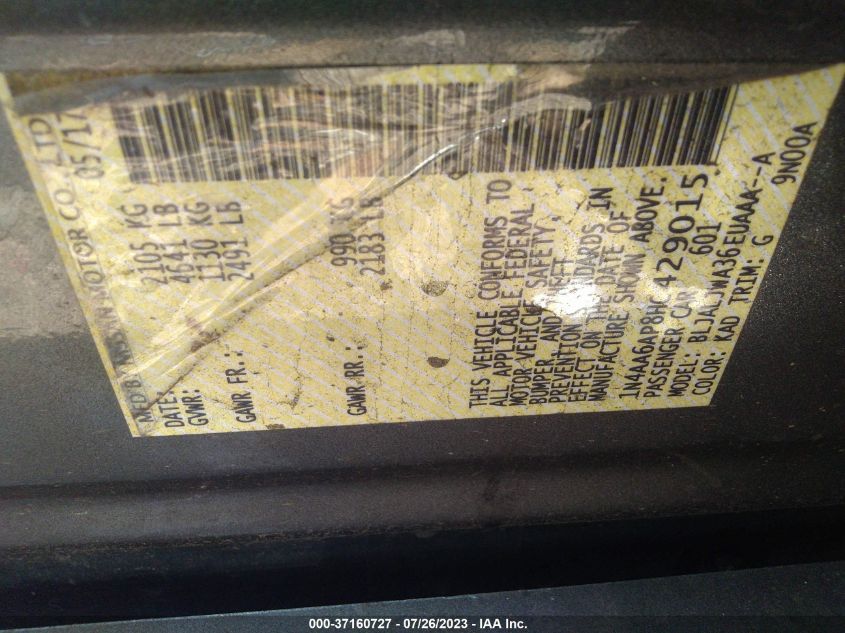 MFD BY NISSAN MOTOR CO., LTD.
DATE: 05/17
GVWR: 2105 KG
4641 LB
GAWR FR.: 1130 KG
2491 LB
GAWR RR.: 990 KG
2183 LB
THIS VEHICLE CONFORMS TO
ALL APPLICABLE FEDERAL
MOTOR VEHICLE SAFETY,
BUMPER AND THEFT
PREVENTION STANDARDS IN
EFFECT ON THE DATE OF
MANUFACTURE SHOWN ABOVE.
1N4AA6AP8HC429015
PASSENGER CAR 601
MODEL: BLJALJWA36EUAAA--A
COLOR: KAD TRIM: G 9N00A
000-37160727 / 07/26/2023 - IAA Inc.